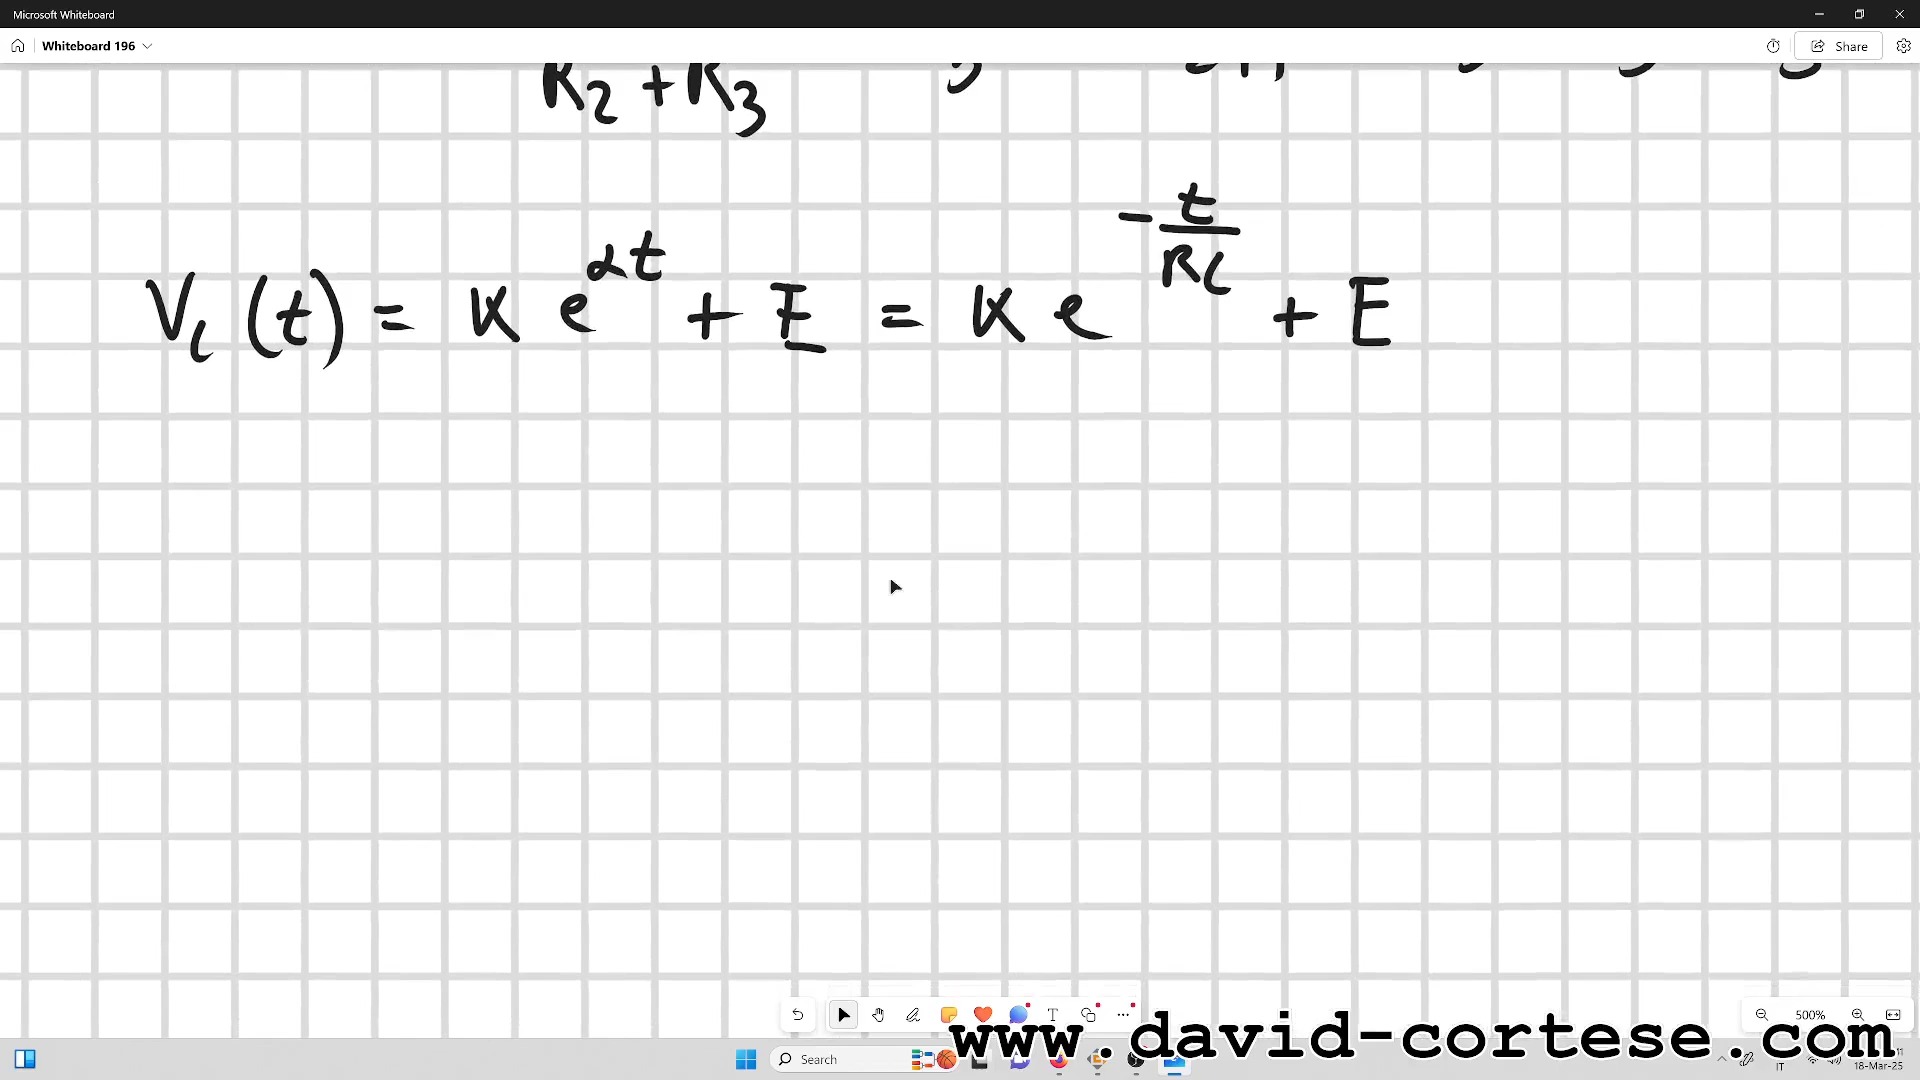 Microsoft Whiteboard
Whiteboard 196
Share
R2 + R3
Vc (t) = K e^αt + E = K e^-t/RC + E
500%
Search
www.david-cortese.com
IT
18-Mar-25